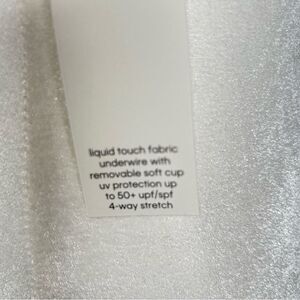 liquid touch fabric
underwire with
removable soft cup
uv protection up
to 50+ upf/spf
4-way stretch